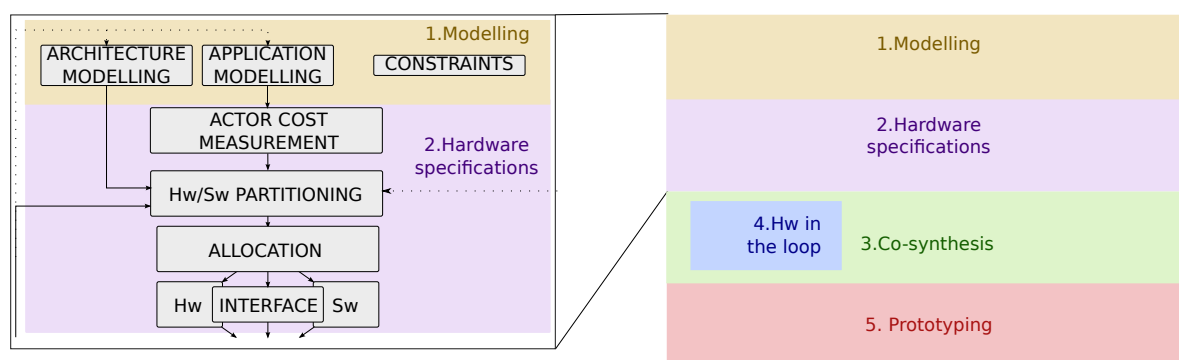 1.Modelling
ARCHITECTURE
MODELLING
APPLICATION
MODELLING
CONSTRAINTS
ACTOR COST
MEASUREMENT
2.Hardware
specifications
Hw/Sw PARTITIONING
ALLOCATION
Hw
INTERFACE
Sw
1.Modelling
2.Hardware
specifications
4.Hw in
the loop
3.Co-synthesis
5. Prototyping